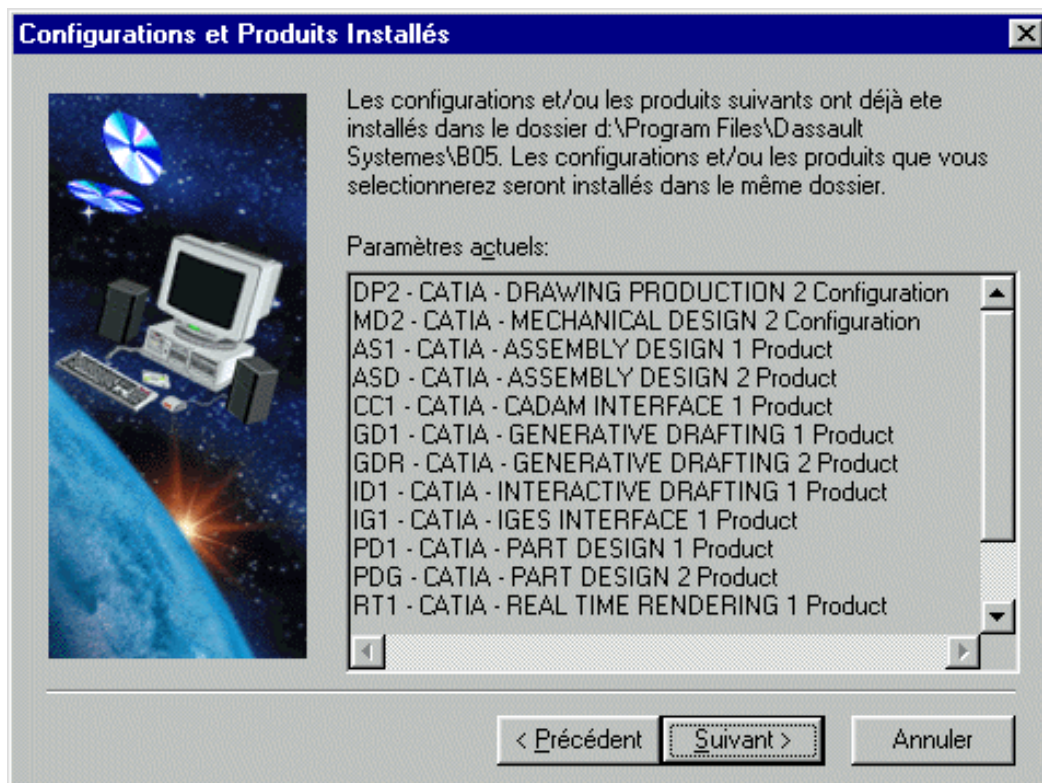 Configurations et Produits Installés
Les configurations et/ou les produits suivants ont déjà ete
installés dans le dossier d:\Program Files\Dassault
Systemes\B05. Les configurations et/ou les produits que vous
selectionnerez seront installés dans le même dossier.
Paramètres actuels:
DP2 - CATIA - DRAWING PRODUCTION 2 Configuration
MD2 - CATIA - MECHANICAL DESIGN 2 Configuration
AS1 - CATIA - ASSEMBLY DESIGN 1 Product
ASD - CATIA - ASSEMBLY DESIGN 2 Product
CC1 - CATIA - CADAM INTERFACE 1 Product
GD1 - CATIA - GENERATIVE DRAFTING 1 Product
GDR - CATIA - GENERATIVE DRAFTING 2 Product
ID1 - CATIA - INTERACTIVE DRAFTING 1 Product
IG1 - CATIA - IGES INTERFACE 1 Product
PD1 - CATIA - PART DESIGN 1 Product
PDG - CATIA - PART DESIGN 2 Product
RT1 - CATIA - REAL TIME RENDERING 1 Product
< Précédent Suivant > Annuler